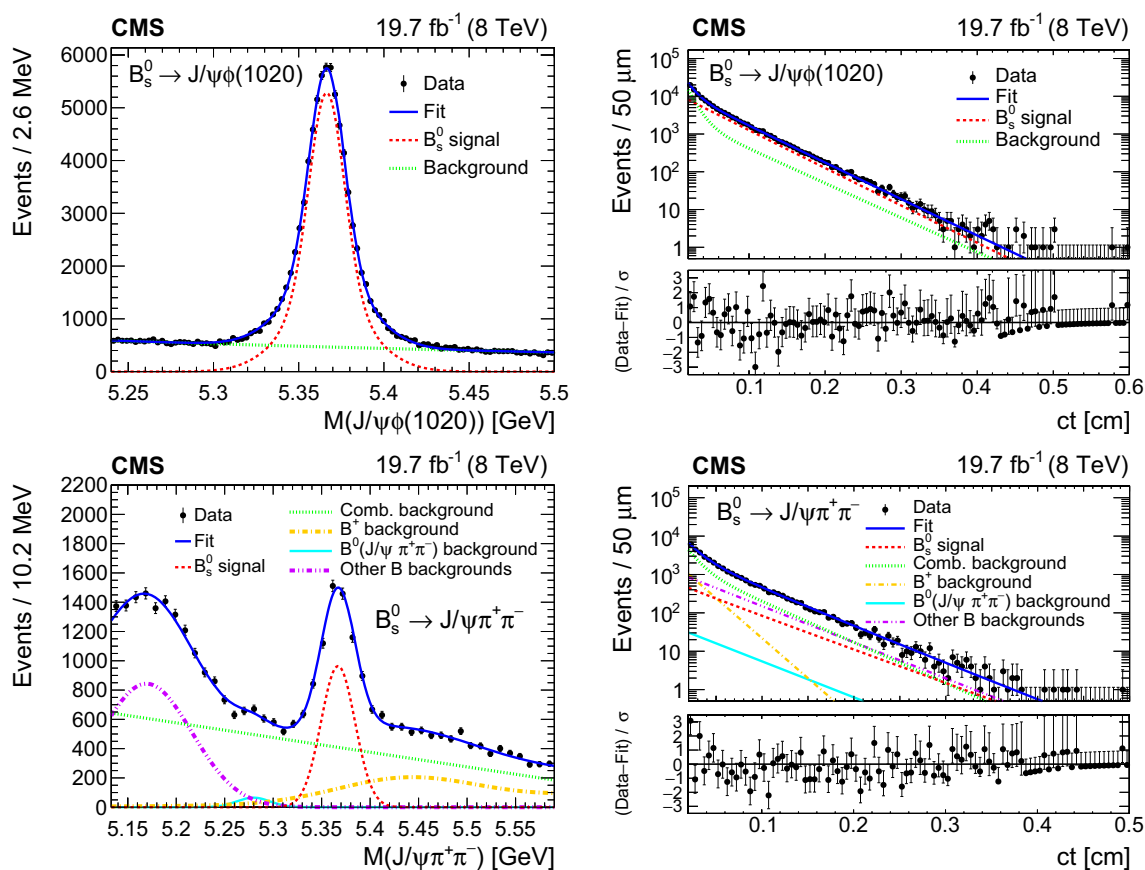 CMS 19.7 fb⁻¹ (8 TeV)
Events / 2.6 MeV
B⁰ₛ → J/ψϕ(1020)
Data
Fit
B⁰ₛ signal
Background
6000
5000
4000
3000
2000
1000
0
5.25 5.3 5.35 5.4 5.45 5.5
M(J/ψϕ(1020)) [GeV]
CMS 19.7 fb⁻¹ (8 TeV)
Events / 50 μm
B⁰ₛ → J/ψϕ(1020)
Data
Fit
B⁰ₛ signal
Background
10⁵
10⁴
10³
10²
10
1
(Data−Fit) / σ
3
2
1
0
−1
−2
−3
0.1 0.2 0.3 0.4 0.5 0.6
ct [cm]
CMS 19.7 fb⁻¹ (8 TeV)
Events / 10.2 MeV
Data
Fit
B⁰ₛ signal
Comb. background
B⁺ background
B⁰(J/ψ π⁺π⁻) background
Other B backgrounds
B⁰ₛ → J/ψπ⁺π⁻
2200
2000
1800
1600
1400
1200
1000
800
600
400
200
0
5.15 5.2 5.25 5.3 5.35 5.4 5.45 5.5 5.55
M(J/ψπ⁺π⁻) [GeV]
CMS 19.7 fb⁻¹ (8 TeV)
Events / 50 μm
B⁰ₛ → J/ψπ⁺π⁻
Data
Fit
B⁰ₛ signal
Comb. background
B⁺ background
B⁰(J/ψ π⁺π⁻) background
Other B backgrounds
10⁵
10⁴
10³
10²
10
1
(Data−Fit) / σ
3
2
1
0
−1
−2
−3
0.1 0.2 0.3 0.4 0.5
ct [cm]